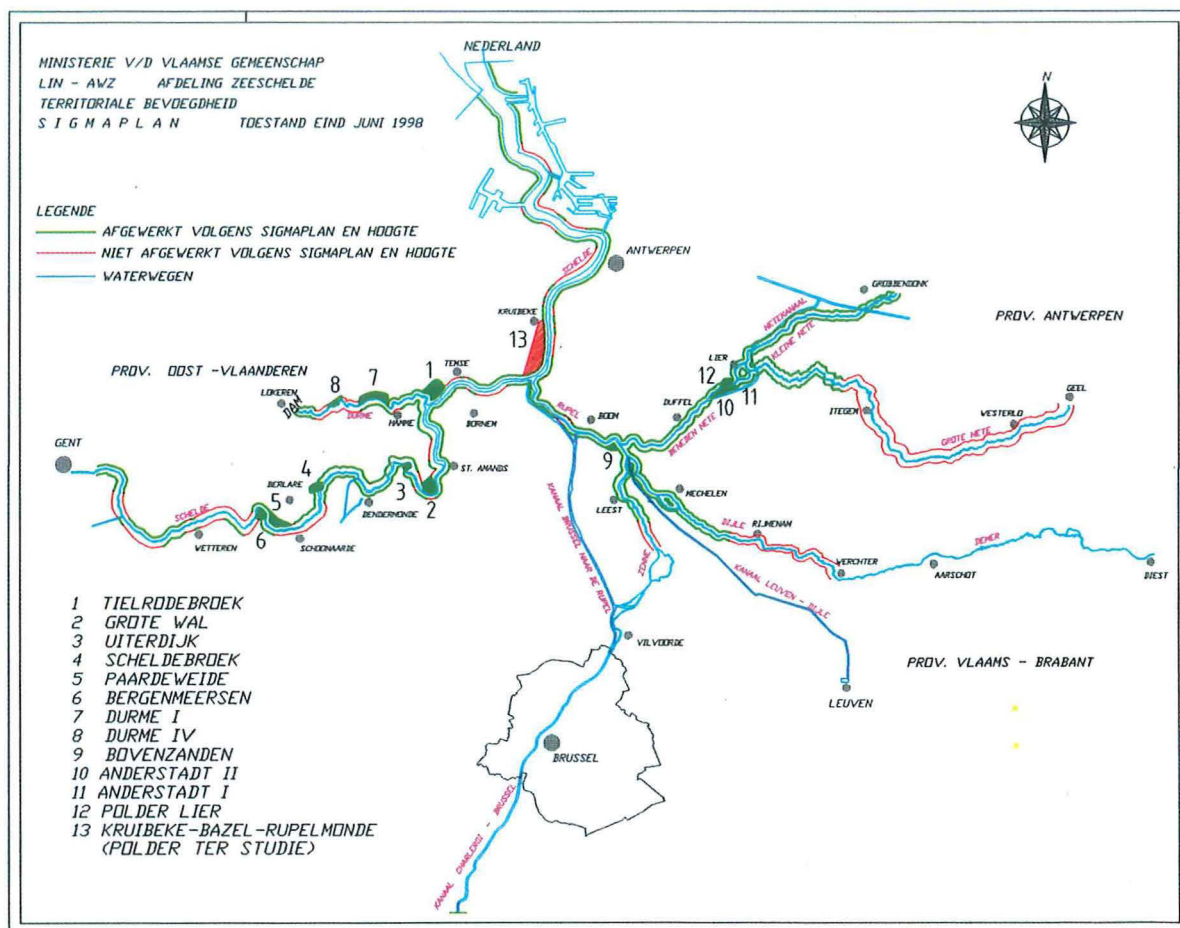 MINISTERIE V/D VLAAMSE GEMEENSCHAP
LIN - AWZ AFDELING ZEESCHELDE
TERRITORIALE BEVOEGDHEID
SIGMAPLAN TOESTAND EIND JUNI 1998
NEDERLAND
N
LEGENDE
AFGEWERKT VOLGENS SIGMAPLAN EN HOOGTE
NIET AFGEWERKT VOLGENS SIGMAPLAN EN HOOGTE
WATERWEGEN
SCHELDE
ANTWERPEN
GROBBENDONK
KRUIBEKE
13
NETEKANAAL
KLEINE NETE
PROV. ANTWERPEN
PROV. OOST -VLAANDEREN
TEMSE
LIER
1
7
8
12
10
11
LOKEREN
DAM
DURME
HAMME
BORNEM
RUPEL
BOOM
DUFFEL
BENEDEN NETE
ITEGEM
GROTE NETE
WESTERLO
GEEL
GENT
ST. AMANDS
9
4
BERLARE
5
3
2
DENDERMONDE
LEEST
MECHELEN
SCHELDE
6
WETTEREN
SCHOONAARDE
KANAAL BRUSSEL NAAR DE RUPEL
ZENNE
DIJLE
RIJMENAM
WERCHTER
DEMER
AARSCHOT
DIEST
KANAAL LEUVEN - DIJLE
VILVOORDE
PROV. VLAAMS - BRABANT
LEUVEN
BRUSSEL
KANAAL CHARLEROI - BRUSSEL
1 TIELRODEBROEK
2 GROTE WAL
3 UITERDIJK
4 SCHELDEBROEK
5 PAARDEWEIDE
6 BERGENMEERSEN
7 DURME I
8 DURME IV
9 BOVENZANDEN
10 ANDERSTADT II
11 ANDERSTADT I
12 POLDER LIER
13 KRUIBEKE-BAZEL-RUPELMONDE
(POLDER TER STUDIE)